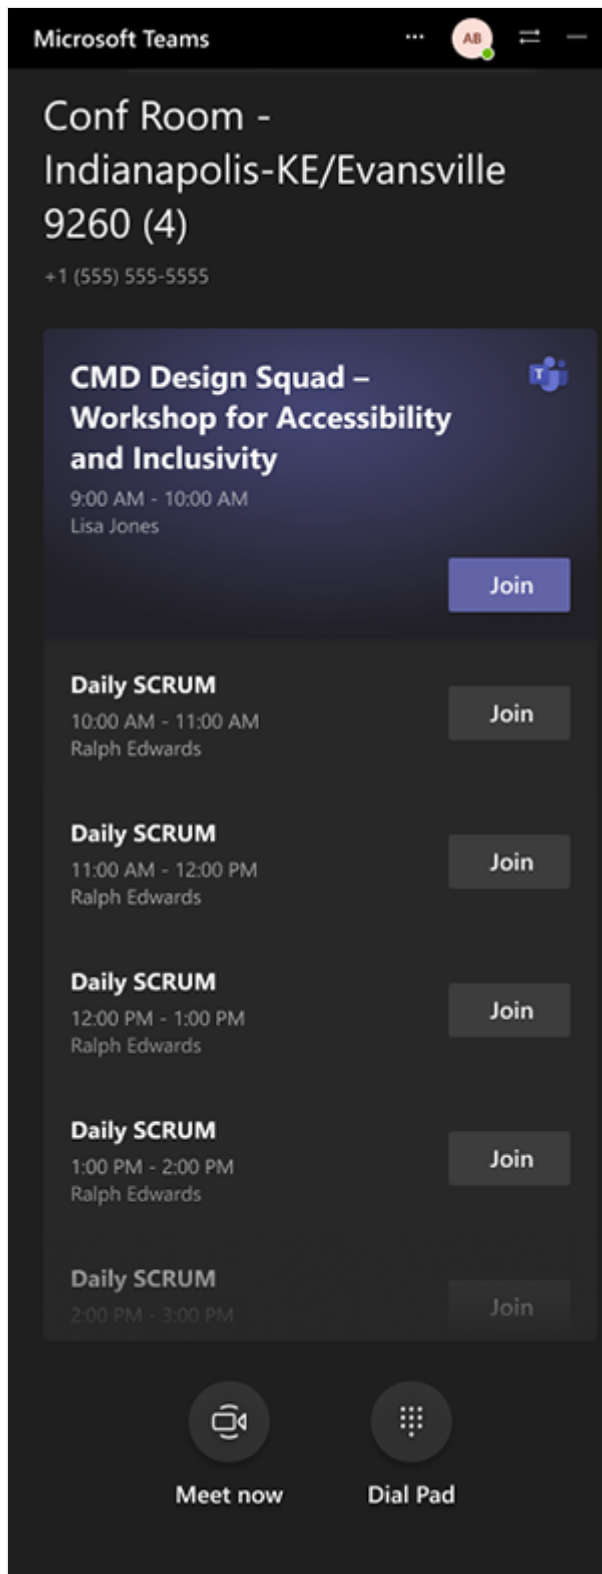 Microsoft Teams
AB
Conf Room -
Indianapolis-KE/Evansville
9260 (4)
+1 (555) 555-5555
CMD Design Squad –
Workshop for Accessibility
and Inclusivity
T
9:00 AM - 10:00 AM
Lisa Jones
Join
Daily SCRUM
10:00 AM - 11:00 AM
Ralph Edwards
Join
Daily SCRUM
11:00 AM - 12:00 PM
Ralph Edwards
Join
Daily SCRUM
12:00 PM - 1:00 PM
Ralph Edwards
Join
Daily SCRUM
1:00 PM - 2:00 PM
Ralph Edwards
Join
Daily SCRUM
2:00 PM - 3:00 PM
Join
Meet now
Dial Pad